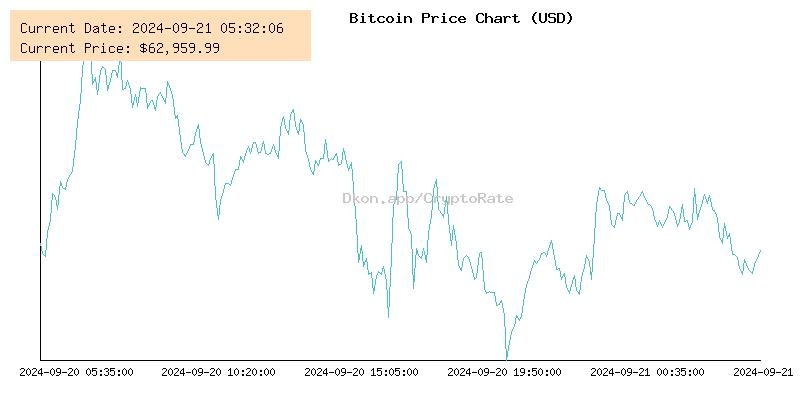 Bitcoin Price Chart (USD)
Current Date: 2024-09-21 05:32:06
Current Price: $62,959.99
Dkon.app/CryptoRate
2024-09-20 05:35:00 2024-09-20 10:20:00 2024-09-20 15:05:00 2024-09-20 19:50:00 2024-09-21 00:35:00 2024-09-21